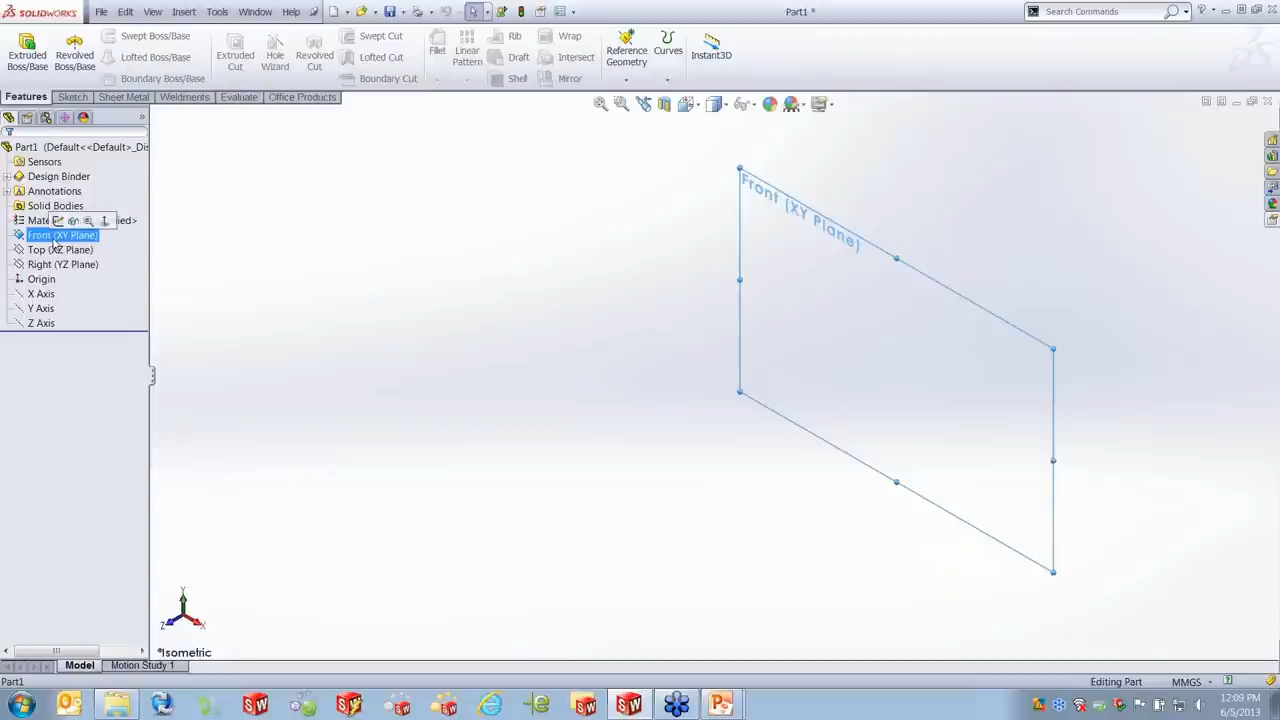 SOLIDWORKS File Edit View Insert Tools Window Help Part1 * Search Commands
Extruded Boss/Base
Revolved Boss/Base
Swept Boss/Base
Lofted Boss/Base
Boundary Boss/Base
Extruded Cut
Hole Wizard
Revolved Cut
Swept Cut
Lofted Cut
Boundary Cut
Fillet
Linear Pattern
Rib
Draft
Shell
Wrap
Intersect
Mirror
Reference Geometry
Curves
Instant3D
Features Sketch Sheet Metal Weldments Evaluate Office Products
Part1 (Default<<Default>_Dis
Sensors
Design Binder
Annotations
Solid Bodies
Mate ied>
Front (XY Plane)
Top (XZ Plane)
Right (YZ Plane)
Origin
X Axis
Y Axis
Z Axis
Front (XY Plane)
Y
Z X
*Isometric
Model Motion Study 1
Part1 Editing Part MMGS
12:09 PM
6/5/2013